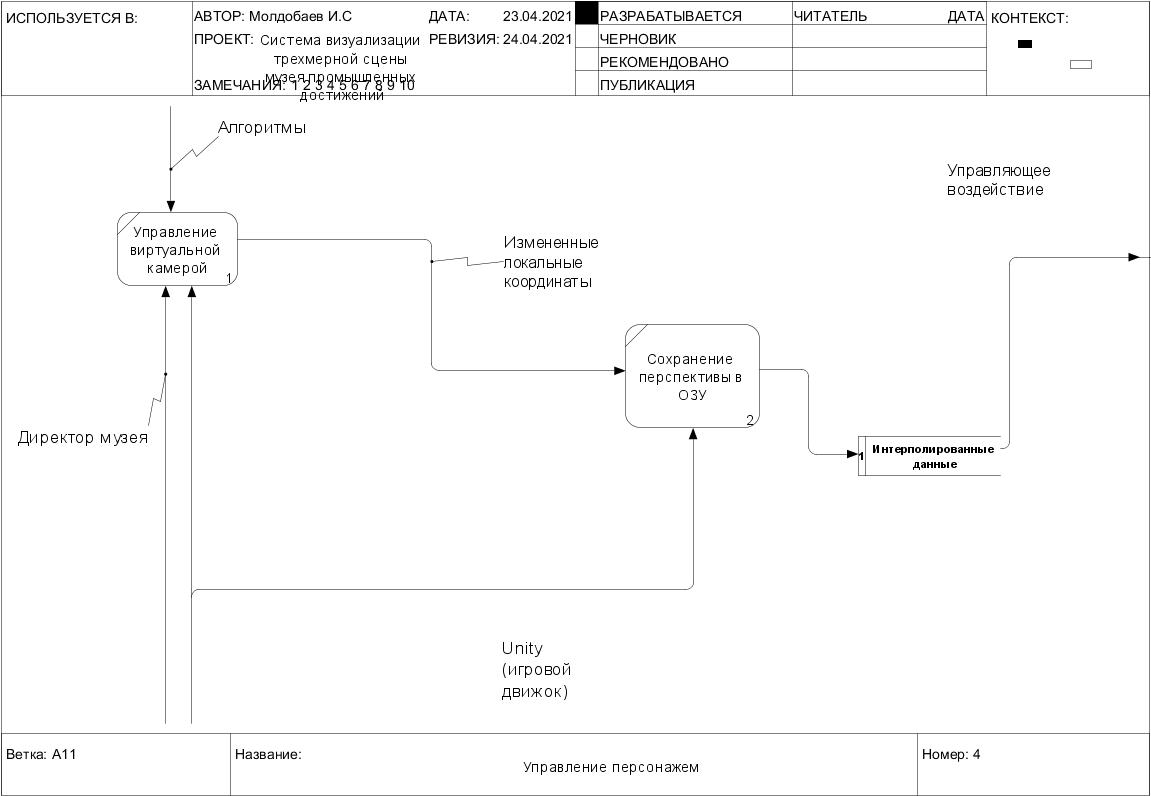 ИСПОЛЬЗУЕТСЯ В:
АВТОР: Молдобаев И.С
ДАТА: 23.04.2021
ПРОЕКТ: Система визуализации
трехмерной сцены
музея промышленных
достижений
РЕВИЗИЯ: 24.04.2021
ЗАМЕЧАНИЯ: 1 2 3 4 5 6 7 8 9 10
РАЗРАБАТЫВАЕТСЯ
ЧЕРНОВИК
РЕКОМЕНДОВАНО
ПУБЛИКАЦИЯ
ЧИТАТЕЛЬ
ДАТА
КОНТЕКСТ:
Алгоритмы
Управляющее
воздействие
Управление
виртуальной
камерой
1
Измененные
локальные
координаты
Сохранение
перспективы в
ОЗУ
2
Директор музея
1
Интерполированные
данные
Unity
(игровой
движок)
Ветка: A11
Название:
Управление персонажем
Номер: 4